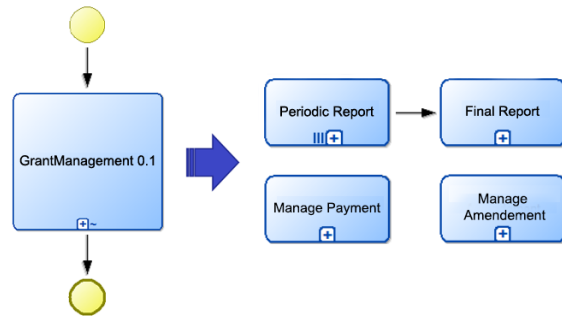 GrantManagement 0.1
Periodic Report
Final Report
Manage Payment
Manage
Amendement